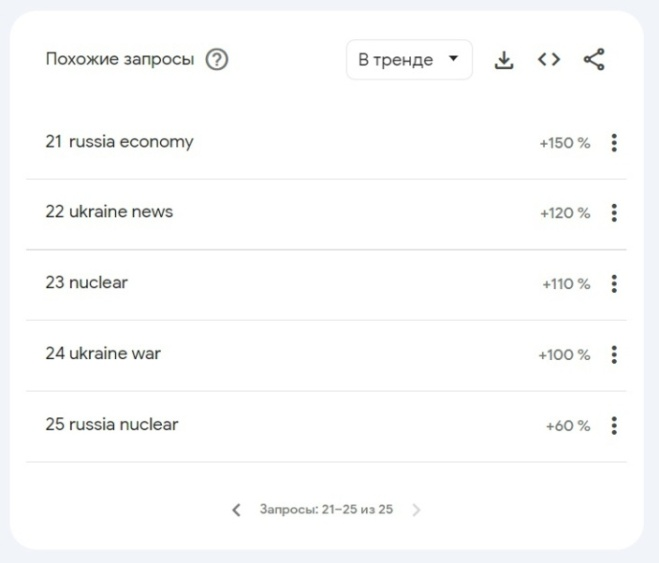 Похожие запросы ?
В тренде
21 russia economy +150 %
22 ukraine news +120 %
23 nuclear +110 %
24 ukraine war +100 %
25 russia nuclear +60 %
Запросы: 21–25 из 25